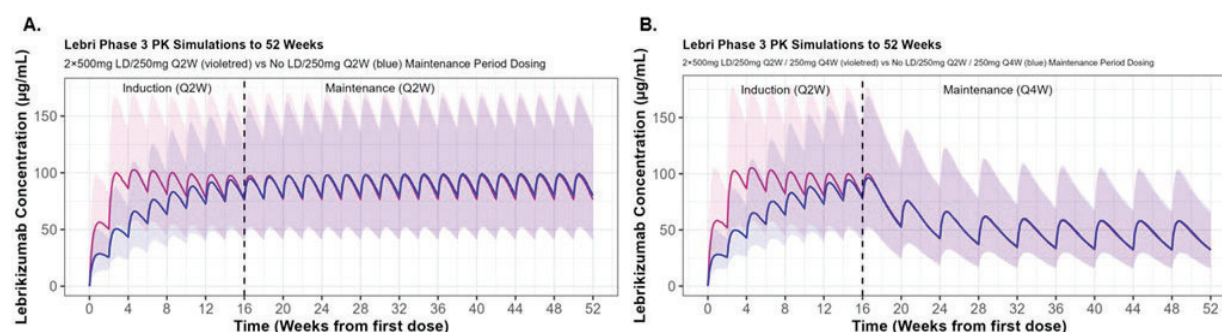 A.
Lebri Phase 3 PK Simulations to 52 Weeks
2×500mg LD/250mg Q2W (violetred) vs No LD/250mg Q2W (blue) Maintenance Period Dosing
Induction (Q2W)
Maintenance (Q2W)
Lebrikizumab Concentration (µg/mL)
150
100
50
0
0 4 8 10 12 16 20 24 28 32 36 40 44 48 52
Time (Weeks from first dose)
B.
Lebri Phase 3 PK Simulations to 52 Weeks
2×500mg LD/250mg Q2W / 250mg Q4W (violetred) vs No LD/250mg Q2W / 250mg Q4W (blue) Maintenance Period Dosing
Induction (Q2W)
Maintenance (Q4W)
Lebrikizumab Concentration (µg/mL)
150
100
50
0
0 4 8 10 12 16 20 24 28 32 36 40 44 48 52
Time (Weeks from first dose)